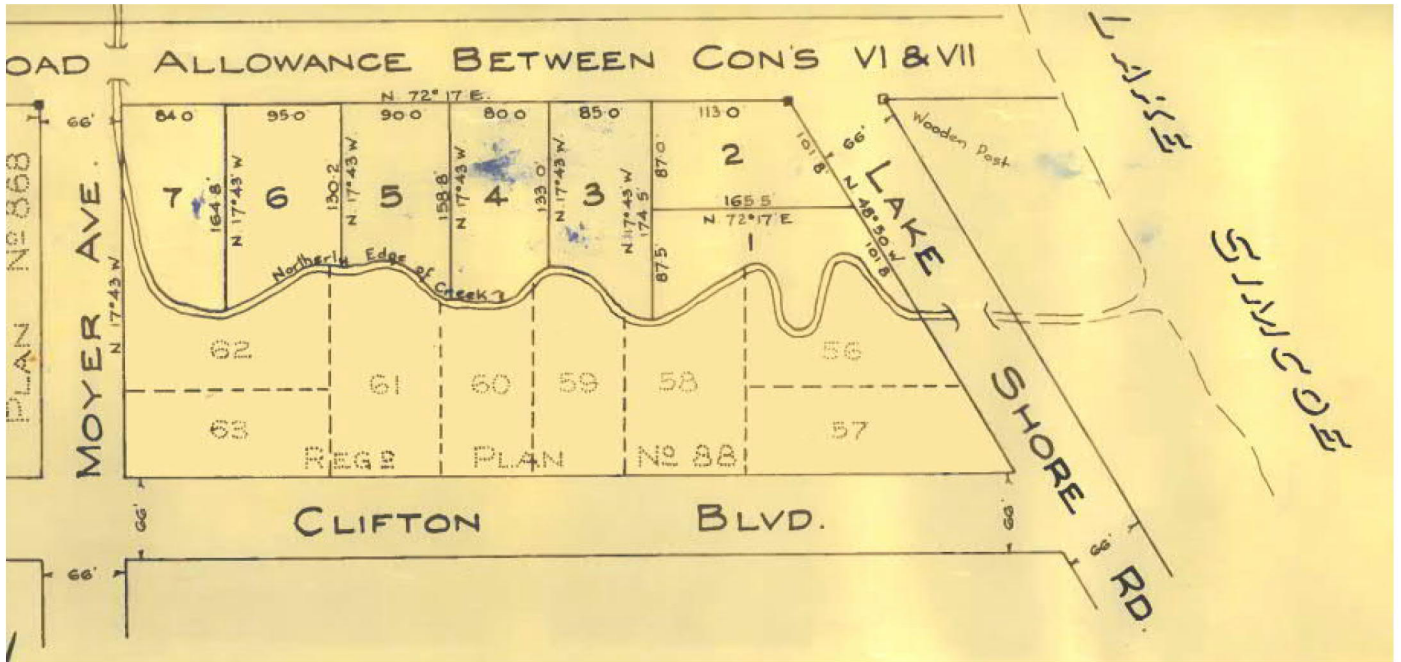 OAD ALLOWANCE BETWEEN CON'S VI & VII
N. 72° 17' E.
66'
84·0
95·0'
90·0
80·0
85·0
113·0
7
6
5
4
3
2
1
164·8'
N 17°43' W
130·2
N. 17°43' W.
158·8'
N 17°43' W
133·0'
N. 17°43' W
N. 17°43' W
174·5'
87·0'
87·5'
165·5'
N. 72°17' E
101·8'
66'
N 48°50' W
101·8
Wooden Post
LAKE SHORE RD.
LAKE
Northerly Edge of Creek
PLAN Nº 868
MOYER AVE.
N 17°43' W
62
63
61
60
59
58
56
57
REG'D PLAN Nº 88
66'
CLIFTON BLVD.
66'
66'
66'